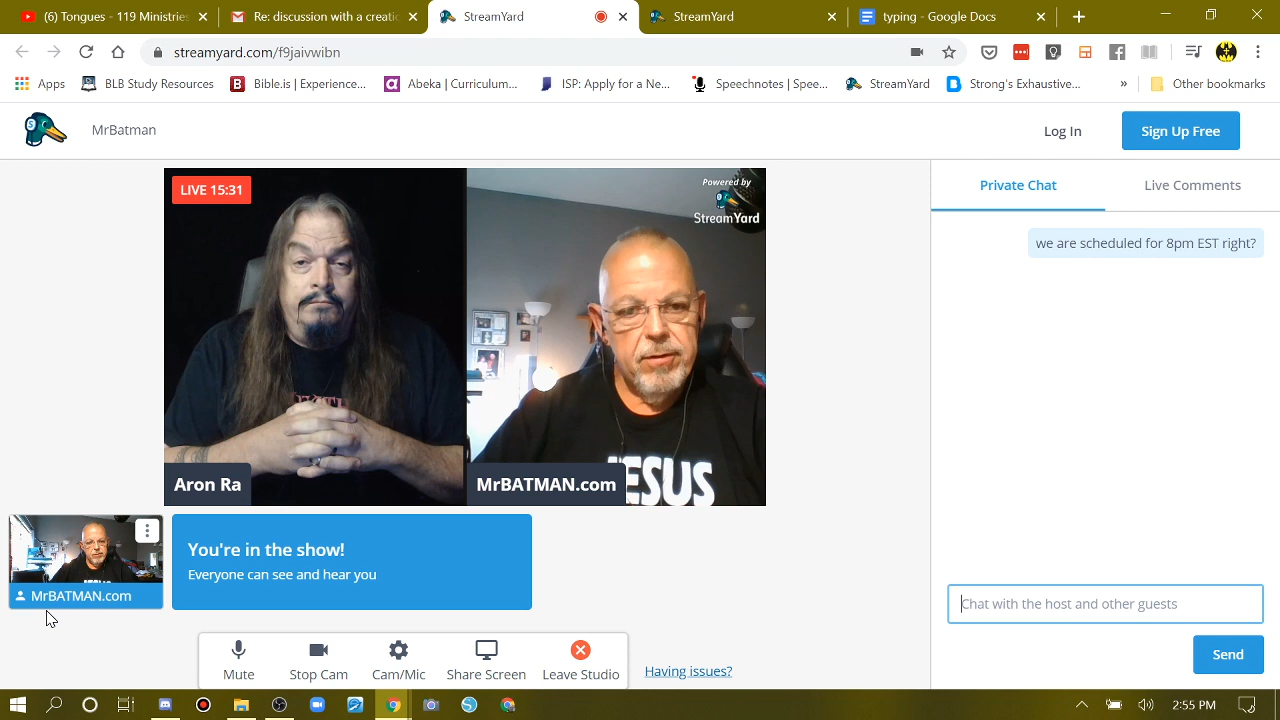 (6) Tongues - 119 Ministries
Re: discussion with a creatio
StreamYard
StreamYard
typing - Google Docs
streamyard.com/f9jaivwibn
Apps
BLB Study Resources
Bible.is | Experience...
Abeka | Curriculum...
ISP: Apply for a Ne...
Speechnotes | Spee...
StreamYard
Strong's Exhaustive...
»
Other bookmarks
MrBatman
Log In
Sign Up Free
LIVE 15:31
Powered by
StreamYard
Private Chat
Live Comments
we are scheduled for 8pm EST right?
JESUS
Aron Ra
MrBATMAN.com
You're in the show!
Everyone can see and hear you
MrBATMAN.com
Chat with the host and other guests
Send
Mute
Stop Cam
Cam/Mic
Share Screen
Leave Studio
Having issues?
2:55 PM